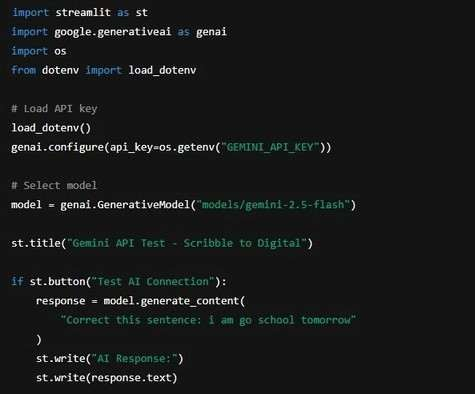 import streamlit as st
import google.generativeai as genai
import os
from dotenv import load_dotenv
# Load API key
load_dotenv()
genai.configure(api_key=os.getenv("GEMINI_API_KEY"))
# Select model
model = genai.GenerativeModel("models/gemini-2.5-flash")
st.title("Gemini API Test - Scribble to Digital")
if st.button("Test AI Connection"):
    response = model.generate_content(
        "Correct this sentence: i am go school tomorrow"
    )
    st.write("AI Response:")
    st.write(response.text)